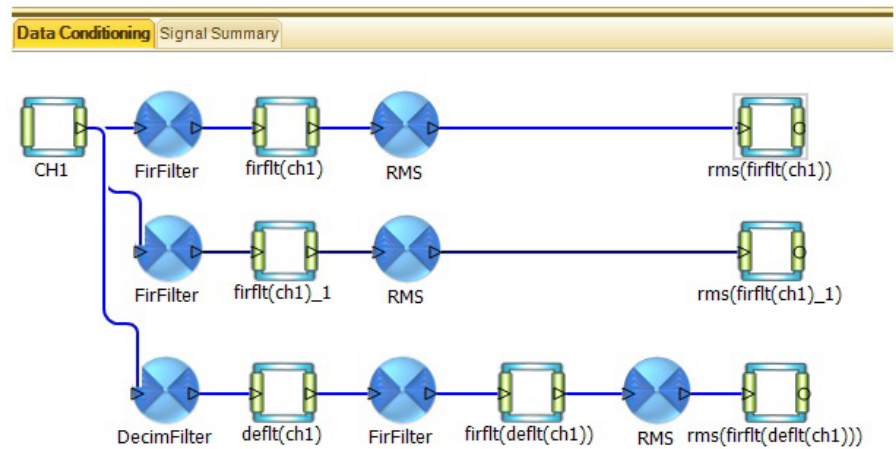 Data Conditioning Signal Summary
CH1 FirFilter firflt(ch1) RMS rms(firflt(ch1))
FirFilter firflt(ch1)_1 RMS rms(firflt(ch1)_1)
DecimFilter deflt(ch1) FirFilter firflt(deflt(ch1)) RMS rms(firflt(deflt(ch1)))